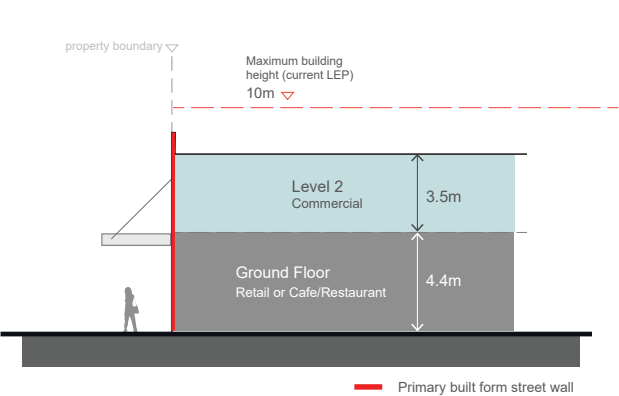 property boundary
Maximum building
height (current LEP)
10m
Level 2
Commercial
3.5m
Ground Floor
Retail or Cafe/Restaurant
4.4m
Primary built form street wall